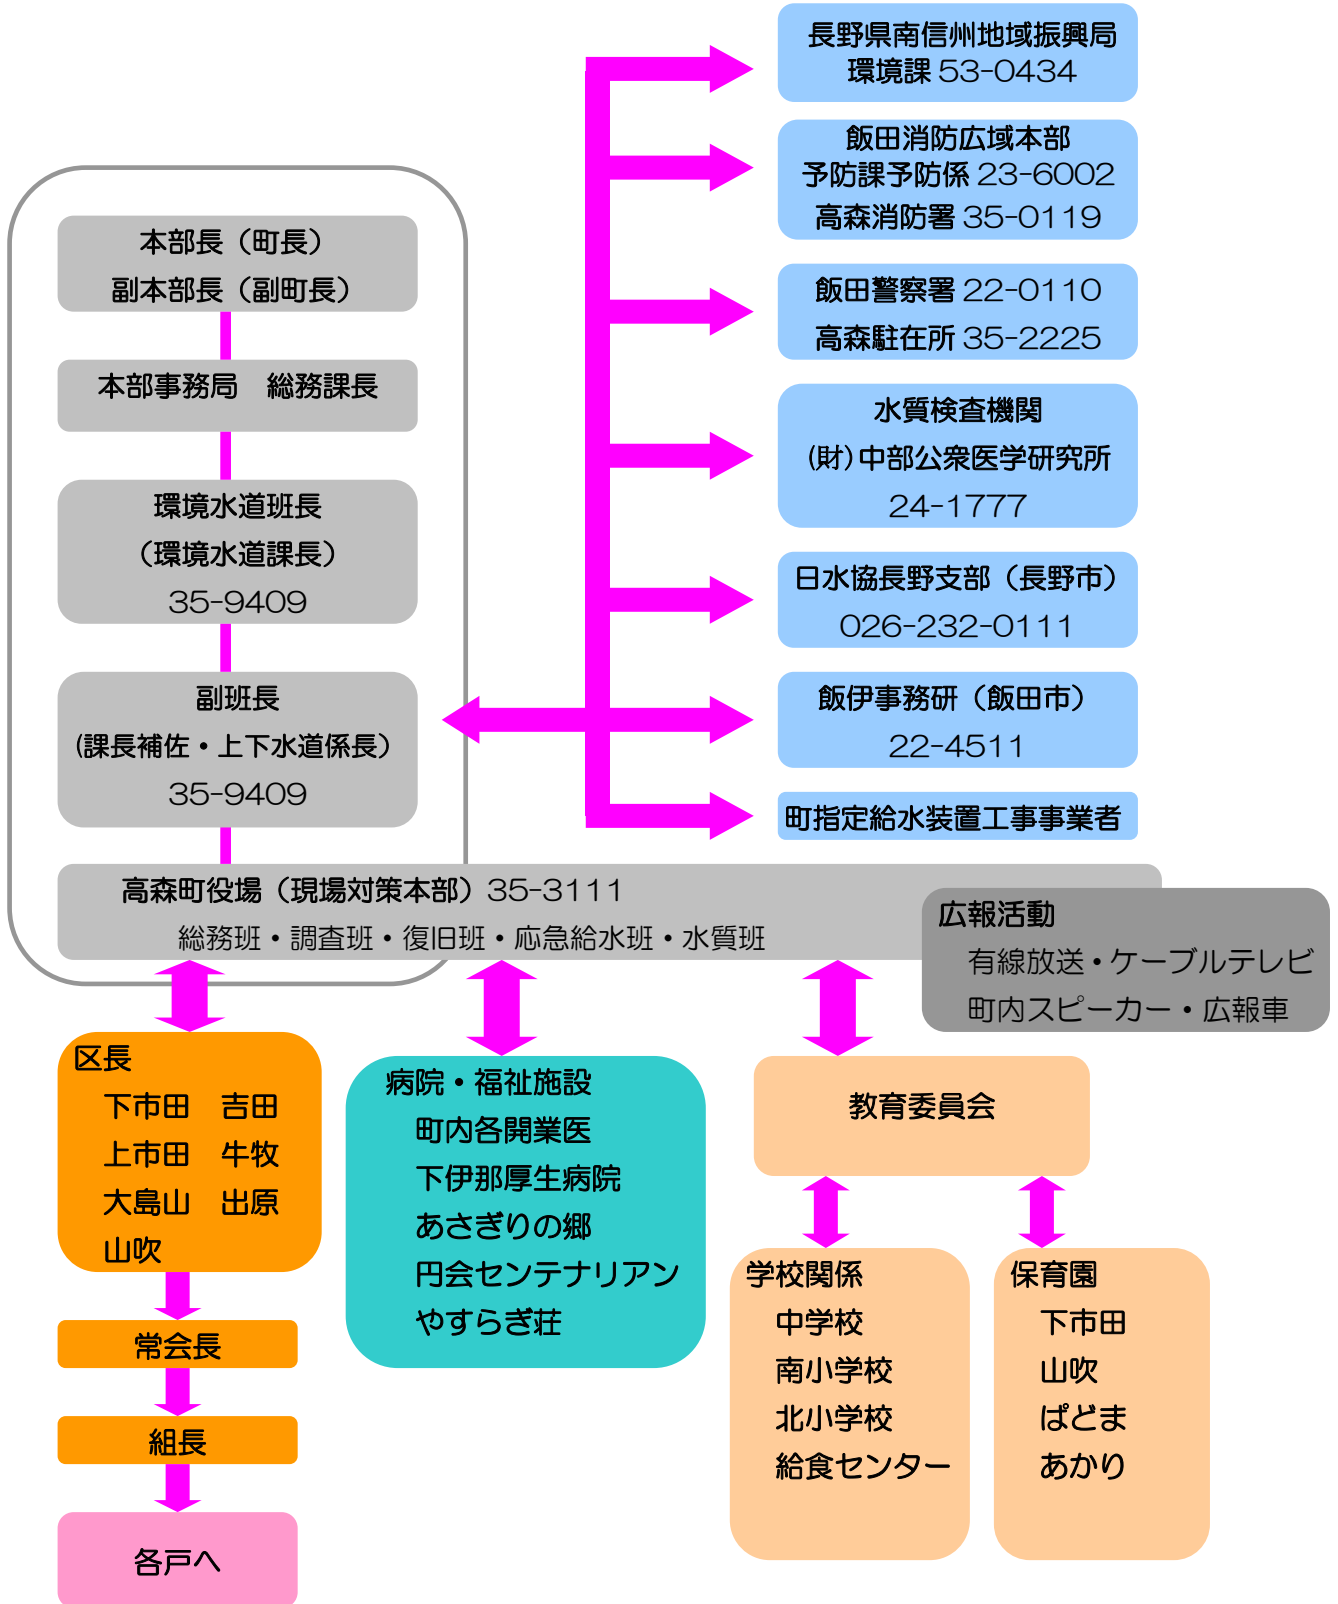 長野県南信州地域振興局
環境課 53-0434
飯田消防広域本部
予防課予防係 23-6002
高森消防署 35-0119
飯田警察署 22-0110
高森駐在所 35-2225
水質検査機関
(財)中部公衆医学研究所
24-1777
日水協長野支部（長野市）
026-232-0111
飯伊事務研（飯田市）
22-4511
町指定給水装置工事事業者
本部長（町長）
副本部長（副町長）
本部事務局　総務課長
環境水道班長
（環境水道課長）
35-9409
副班長
(課長補佐・上下水道係長）
35-9409
高森町役場（現場対策本部）35-3111
総務班・調査班・復旧班・応急給水班・水質班
広報活動
有線放送・ケーブルテレビ
町内スピーカー・広報車
区長
下市田　吉田
上市田　牛牧
大島山　出原
山吹
常会長
組長
各戸へ
病院・福祉施設
町内各開業医
下伊那厚生病院
あさぎりの郷
円会センテナリアン
やすらぎ荘
教育委員会
学校関係
中学校
南小学校
北小学校
給食センター
保育園
下市田
山吹
ぱどま
あかり